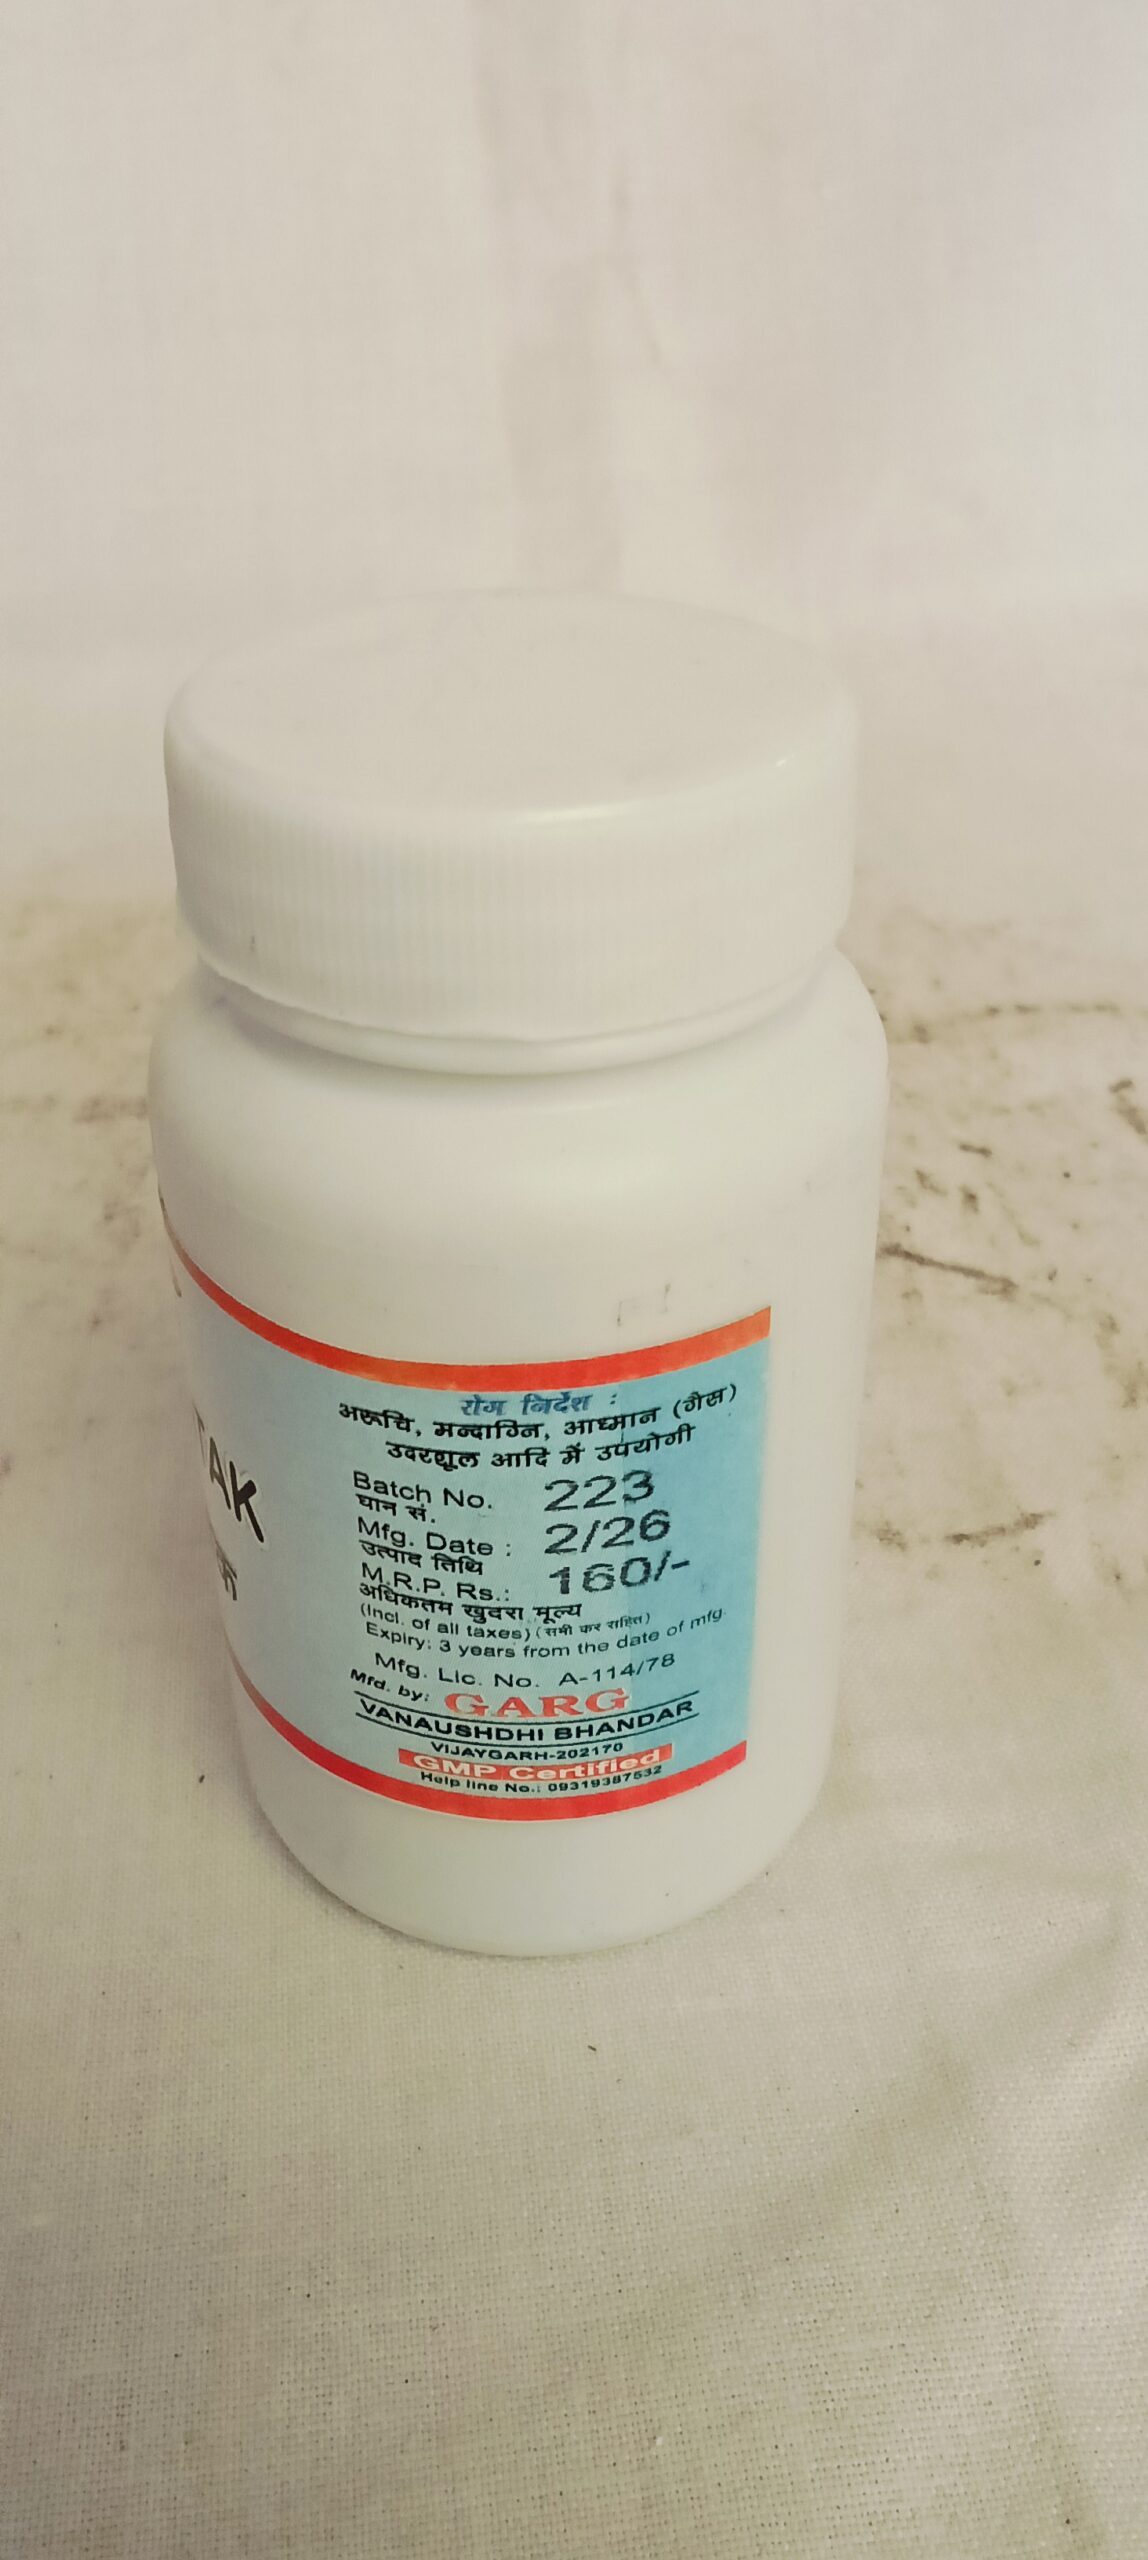 TAK
रोग निर्देश :
अरूचि, मन्दाग्नि, आध्मान (गैस)
उदरशूल आदि में उपयोगी
Batch No. 223
घान सं.
Mfg. Date : 2/26
उत्पाद तिथि
M.R.P. Rs.: 160/-
अधिकतम खुदरा मूल्य
(Incl. of all taxes) (सभी कर सहित)
Expiry: 3 years from the date of mfg.
Mfg. Lic. No. A-114/78
Mfd. by: GARG
VANAUSHDHI BHANDAR
VIJAYGARH-202170
GMP Certified
Help line No.: 09319387532